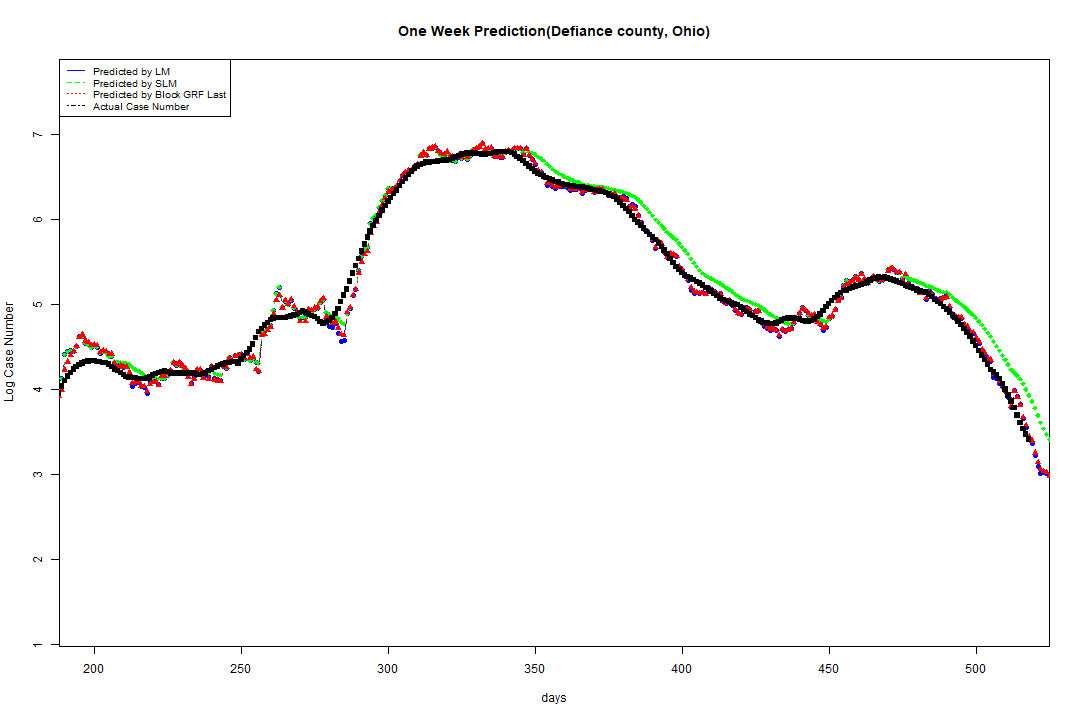 One Week Prediction(Defiance county, Ohio)
Predicted by LM
Predicted by SLM
Predicted by Block GRF Last
Actual Case Number
Log Case Number
7
6
5
4
3
2
1
200 250 300 350 400 450 500
days